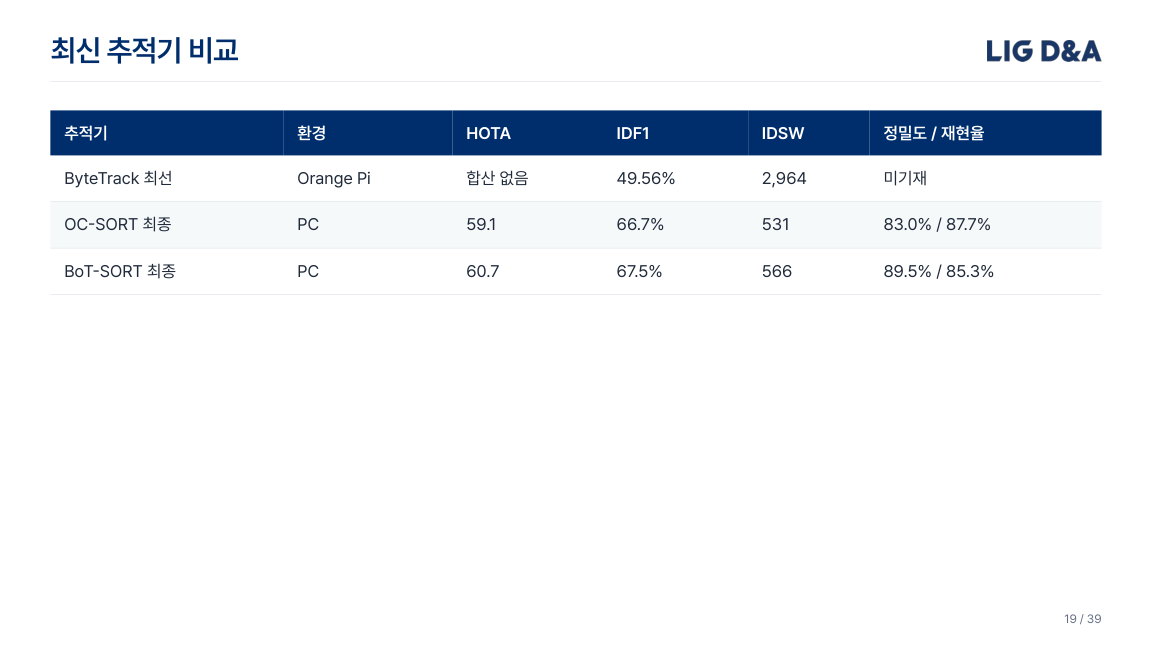 최신 추적기 비교
LIG D&A
추적기 환경 HOTA IDF1 IDSW 정밀도 / 재현율
ByteTrack 최선 Orange Pi 합산 없음 49.56% 2,964 미기재
OC-SORT 최종 PC 59.1 66.7% 531 83.0% / 87.7%
BoT-SORT 최종 PC 60.7 67.5% 566 89.5% / 85.3%
19 / 39